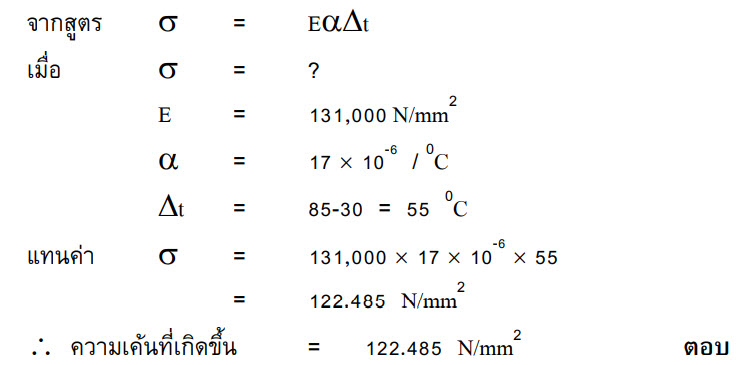 จากสูตร σ = EαΔt
เมื่อ σ = ?
E = 131,000 N/mm²
α = 17 × 10⁻⁶ / ⁰C
Δt = 85-30 = 55 ⁰C
แทนค่า σ = 131,000 × 17 × 10⁻⁶ × 55
= 122.485 N/mm²
∴ ความเค้นที่เกิดขึ้น = 122.485 N/mm² ตอบ